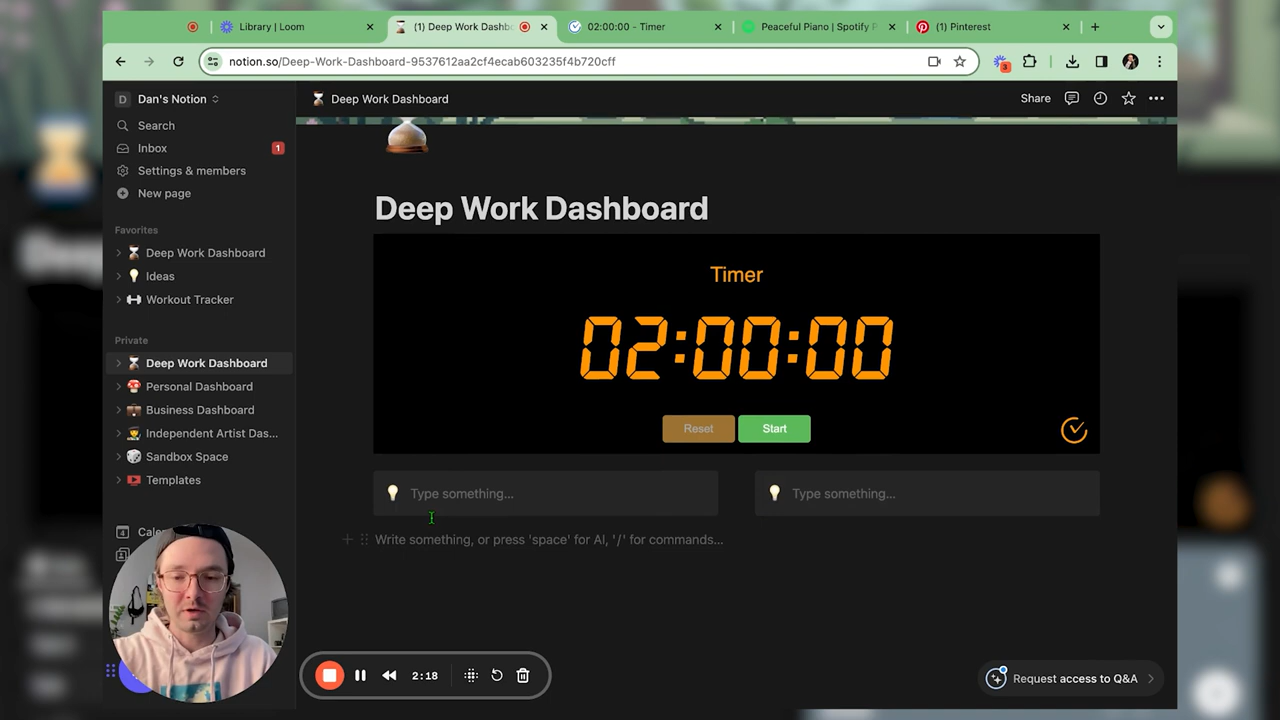 Library | Loom
(1) Deep Work Dashb
02:00:00 - Timer
Peaceful Piano | Spotify P
(1) Pinterest
notion.so/Deep-Work-Dashboard-9537612aa2cf4ecab603235f4b720cff
3
D Dan's Notion
Deep Work Dashboard
Share
Search
Inbox
1
Settings & members
New page
Favorites
Deep Work Dashboard
Ideas
Workout Tracker
Private
Deep Work Dashboard
Personal Dashboard
Business Dashboard
Independent Artist Das...
Sandbox Space
Templates
4
Deep Work Dashboard
Timer
02:00:00
Reset
Start
Type something...
Type something...
Write something, or press 'space' for AI, '/' for commands...
2:18
Request access to Q&A